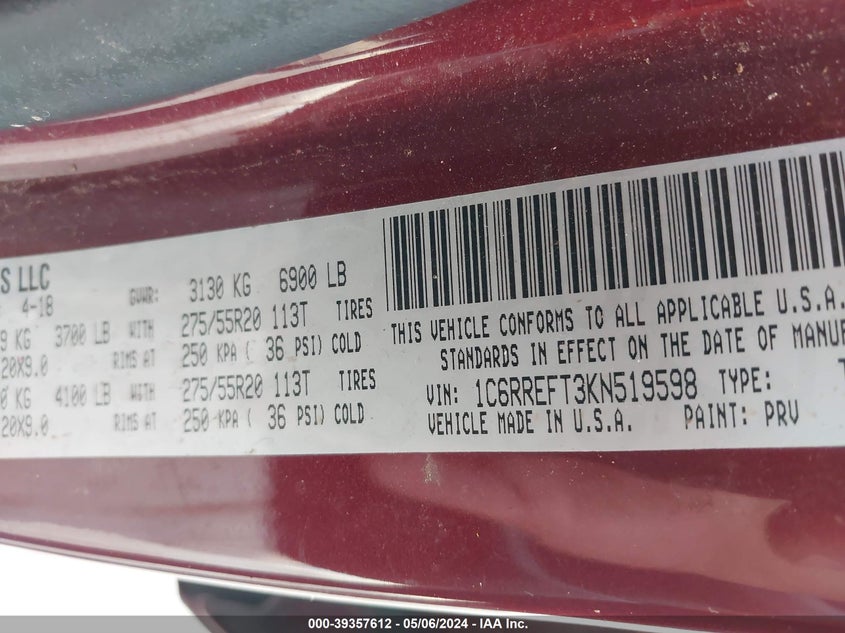 S LLC
4-18 GVWR: 3130 KG 6900 LB
9 KG 3700 LB WITH 275/55R20 113T TIRES
20X9.0 RIMS AT 250 KPA ( 36 PSI) COLD
0 KG 4100 LB WITH 275/55R20 113T TIRES
20X9.0 RIMS AT 250 KPA ( 36 PSI) COLD
THIS VEHICLE CONFORMS TO ALL APPLICABLE U.S.A.
STANDARDS IN EFFECT ON THE DATE OF MANUF
VIN: 1C6RREFT3KN519598 TYPE: T
VEHICLE MADE IN U.S.A. PAINT: PRV
000-39357612 - 05/06/2024 - IAA Inc.